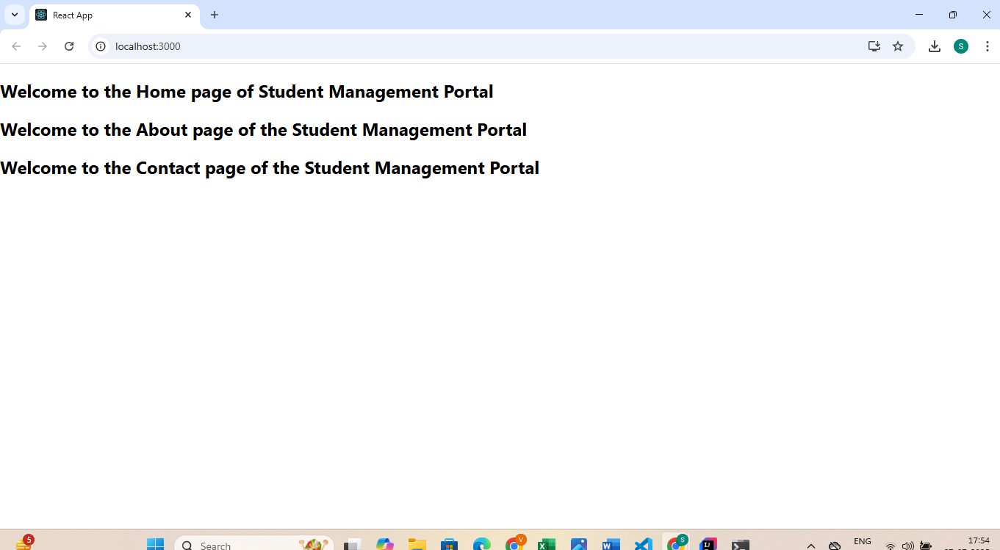 React App
localhost:3000
S
Welcome to the Home page of Student Management Portal
Welcome to the About page of the Student Management Portal
Welcome to the Contact page of the Student Management Portal
5
Search
V
S
ENG
17:54